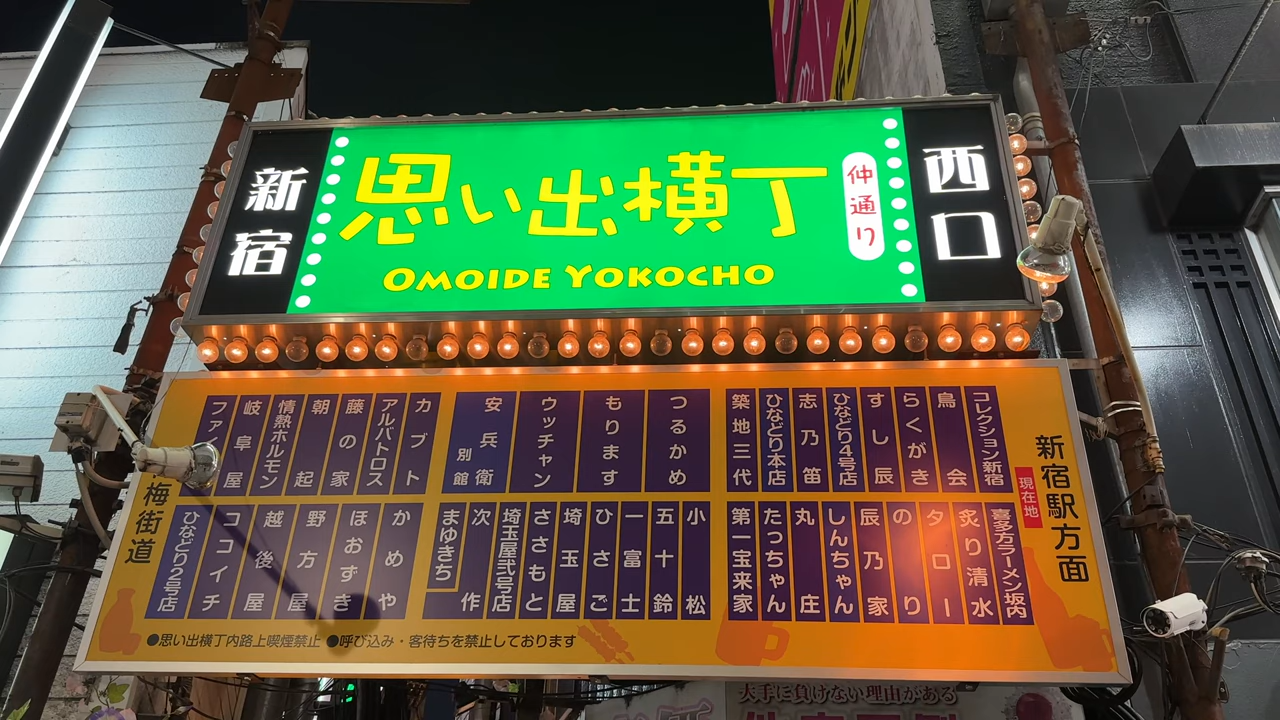 新宿
思い出横丁
仲通り
西口
OMOIDE YOKOCHO
岐阜屋
情熱ホルモン
朝起
藤の家
アルバトロス
カブト
安兵衛
別館
ウッチャン
もります
つるかめ
築地三代
ひなどり本店
志乃笛
ひなどり4号店
すし辰
らくがき
鳥会
コレクション新宿
新宿駅方面
現在地
梅街道
ひなどり2号店
ココイチ
越後屋
野方屋
ほおずき
かめや
まゆきち
次作
埼玉屋弐号店
ささもと
埼玉屋
ひさご
一富士
五十鈴
小松
第一宝来家
たっちゃん
丸庄
しんちゃん
辰乃家
のり
タロー
炙り清水
喜多方ラーメン坂内
●思い出横丁内路上喫煙禁止 ●呼び込み・客待ちを禁止しております
大手に負けない理由がある